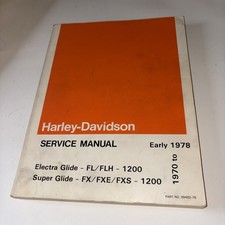 Harley-Davidson
SERVICE MANUAL
1970 to
Early 1978
Electra Glide - FL/FLH - 1200
Super Glide - FX/FXE/FXS - 1200